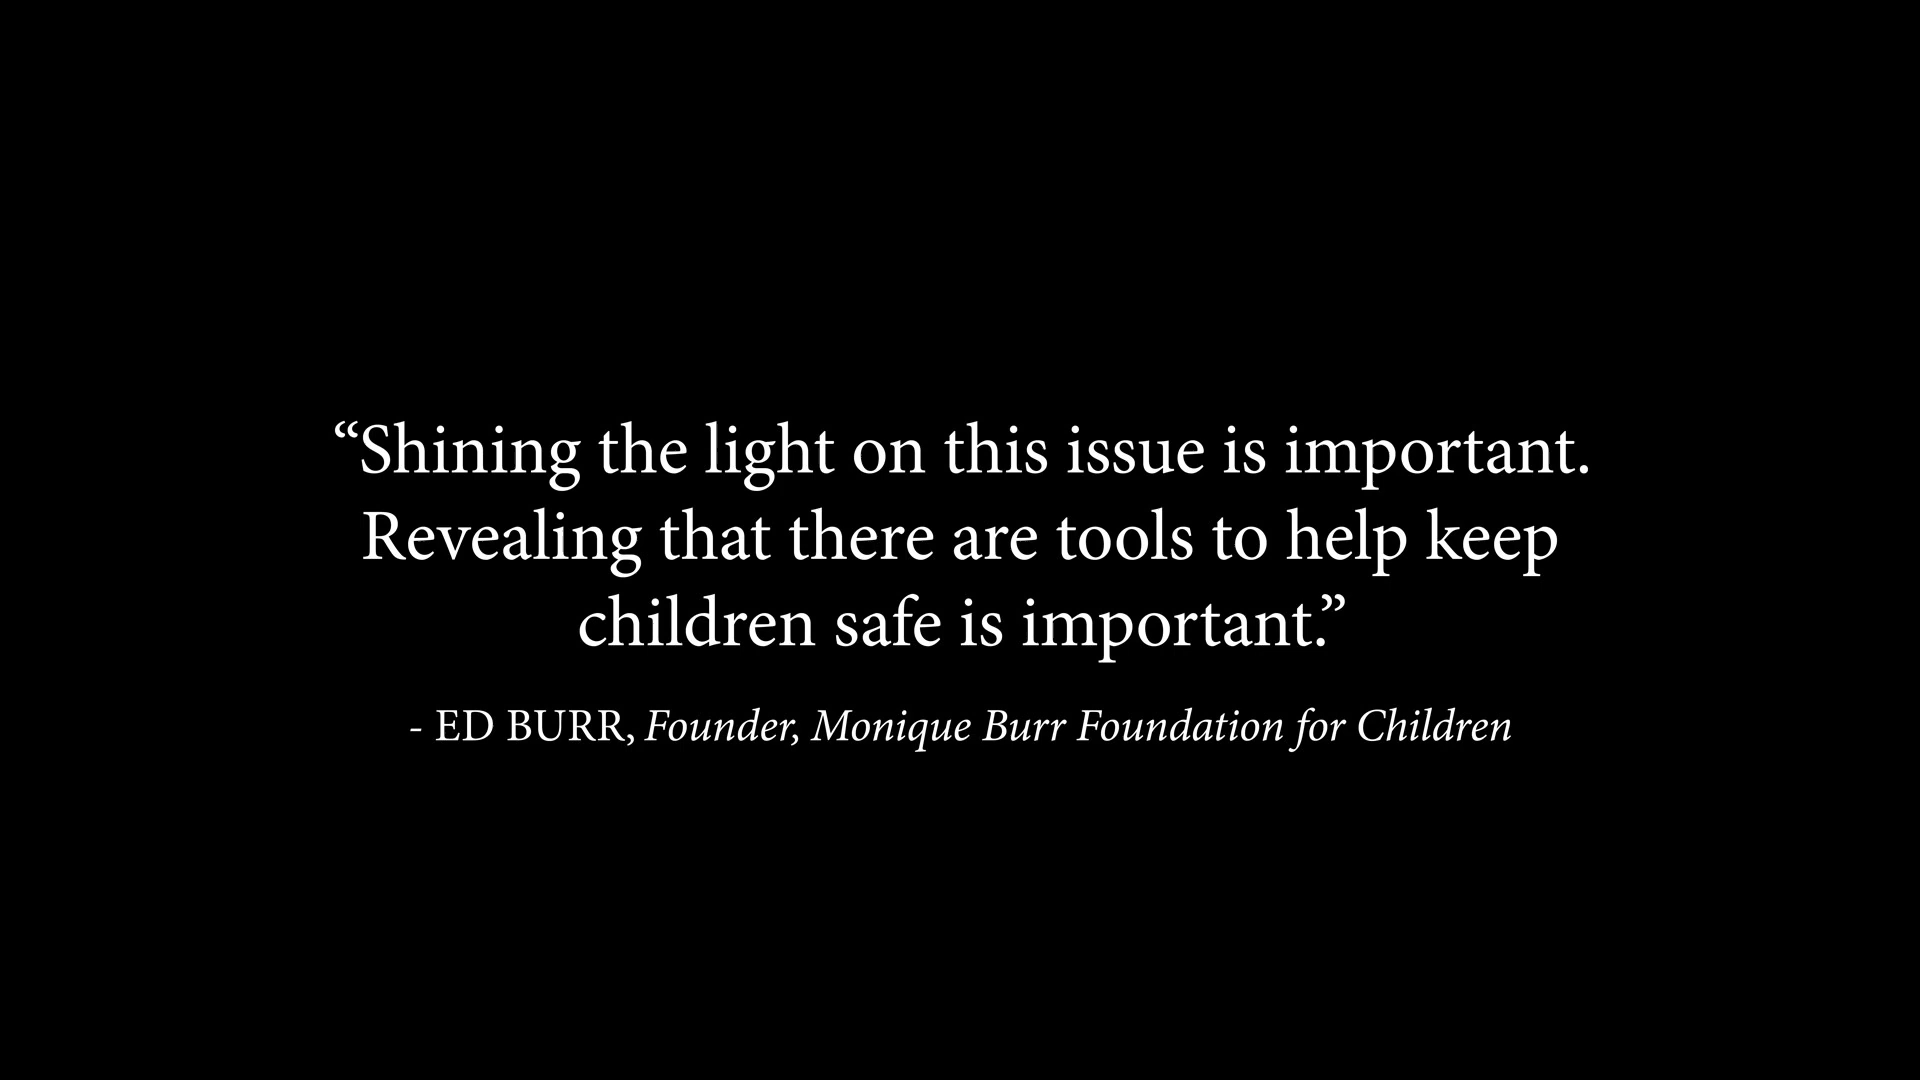 “Shining the light on this issue is important.
Revealing that there are tools to help keep
children safe is important.”
- ED BURR, Founder, Monique Burr Foundation for Children